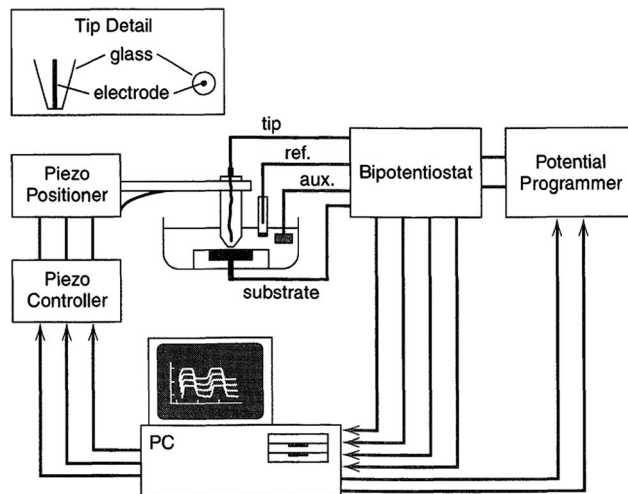 Tip Detail
glass
electrode
tip
ref.
aux.
substrate
Piezo
Positioner
Piezo
Controller
Bipotentiostat
Potential
Programmer
PC